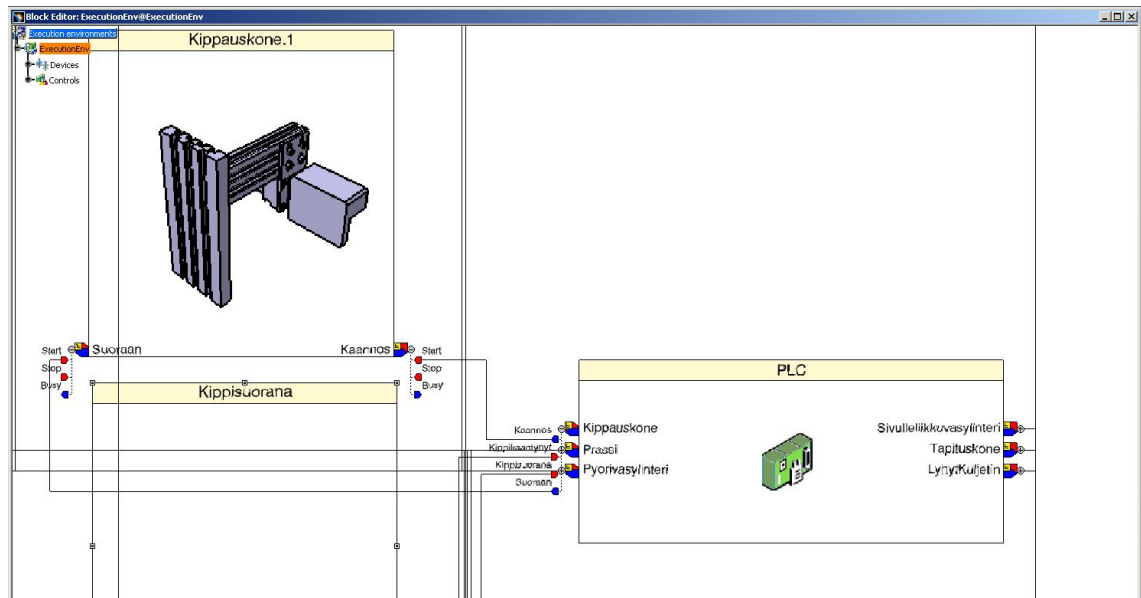 Block Editor: ExecutionEnv@ExecutionEnv
Execution environments
ExecutionEnv
Devices
Controls
Kippauskone.1
Start
Suoraan
Kaannos
Start
Stop
Stop
Busy
Busy
Kippisuorana
PLC
Kaannos
Kippauskone
Sivulleliikkuvasylinteri
Kippikaantynyt
Prassi
Tapituskone
Kippisuorana
Pyorivasylinteri
LyhytKuljetin
Suoraan